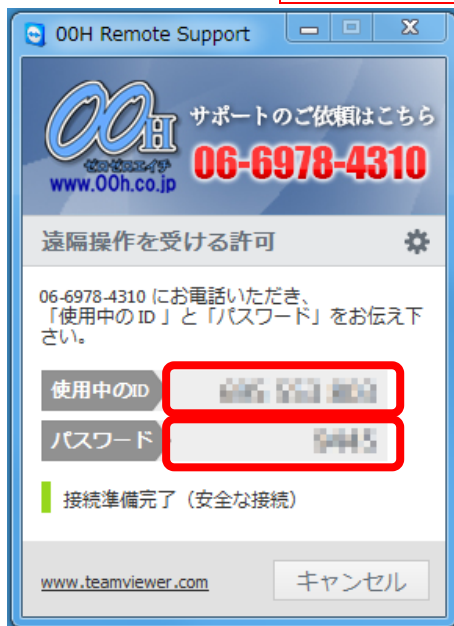 00H Remote Support
00H
ゼロゼロエイチ
www.00h.co.jp
サポートのご依頼はこちら
06-6978-4310
遠隔操作を受ける許可
06-6978-4310 にお電話いただき、
「使用中の ID 」と「パスワード」をお伝え下
さい。
使用中のID
パスワード
接続準備完了（安全な接続）
www.teamviewer.com
キャンセル